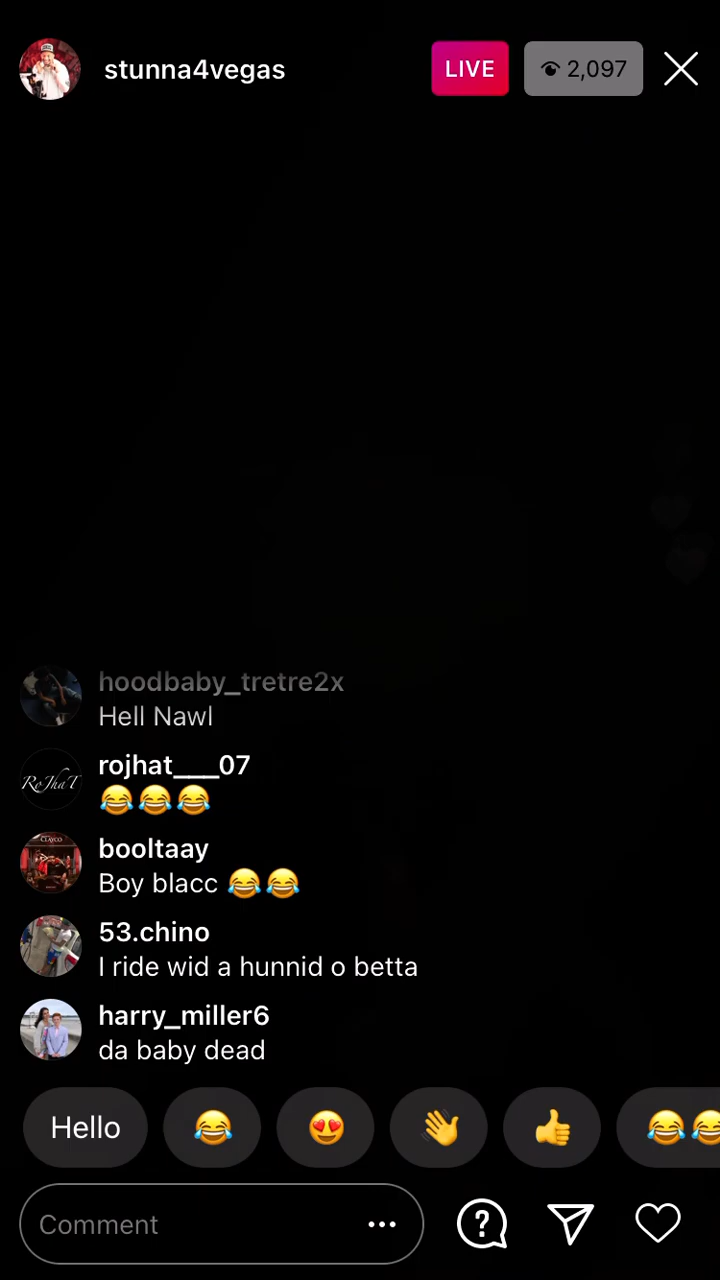 stunna4vegas
LIVE
2,097
hoodbaby_tretre2x
Hell Nawl
rojhat___07
😂😂😂
RoJhaT
booltaay
Boy blacc 😂😂
53.chino
I ride wid a hunnid o betta
harry_miller6
da baby dead
Hello 😂 😍 👋 👍 😂😂
Comment